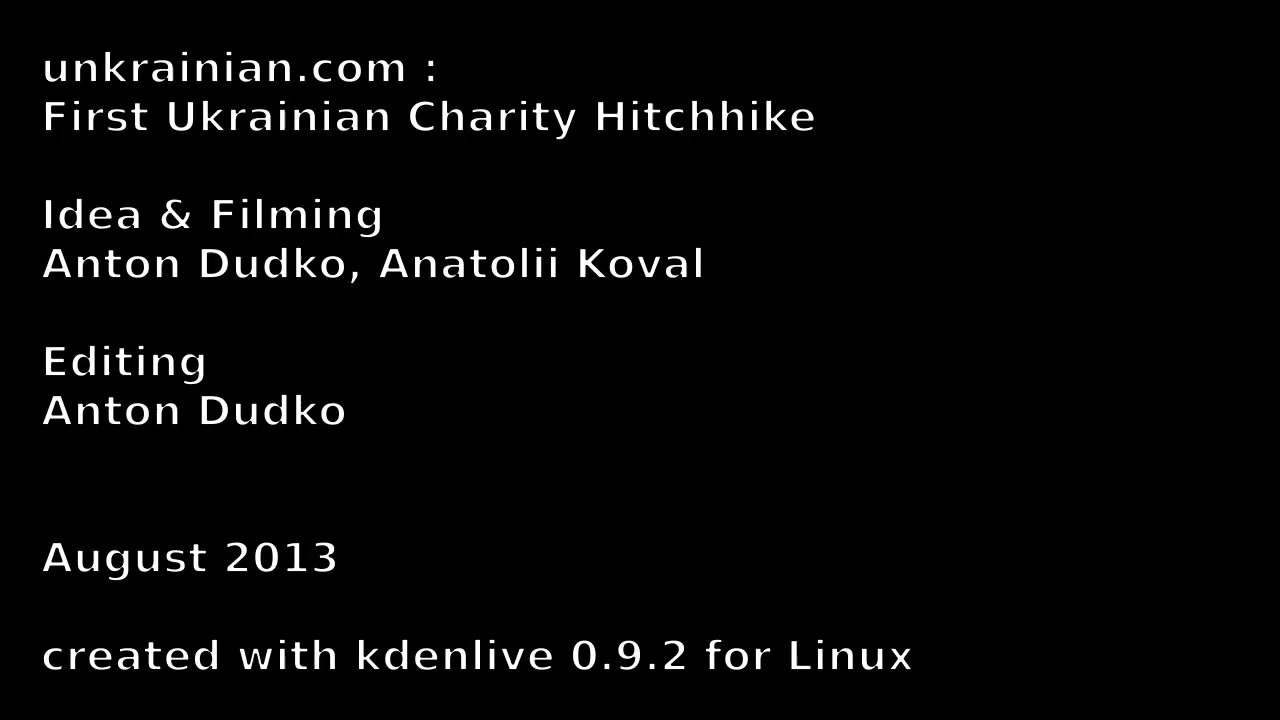 unkrainian.com :
First Ukrainian Charity Hitchhike
Idea & Filming
Anton Dudko, Anatolii Koval
Editing
Anton Dudko
August 2013
created with kdenlive 0.9.2 for Linux